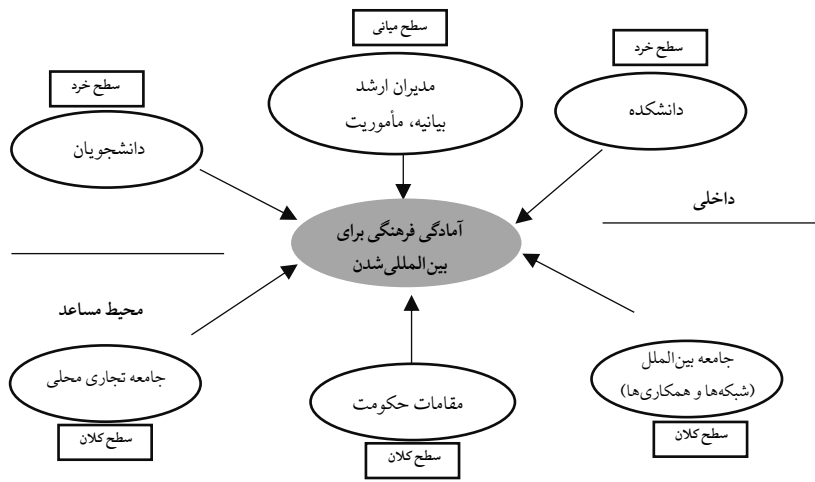 سطح خرد
دانشکده
سطح میانی
مدیران ارشد
بیانیه، مأموریت
سطح خرد
دانشجویان
داخلی
آمادگی فرهنگی برای
بین‌المللی‌شدن
محیط مساعد
جامعه بین‌الملل
(شبکه‌ها و همکاری‌ها)
سطح کلان
مقامات حکومت
سطح کلان
جامعه تجاری محلی
سطح کلان